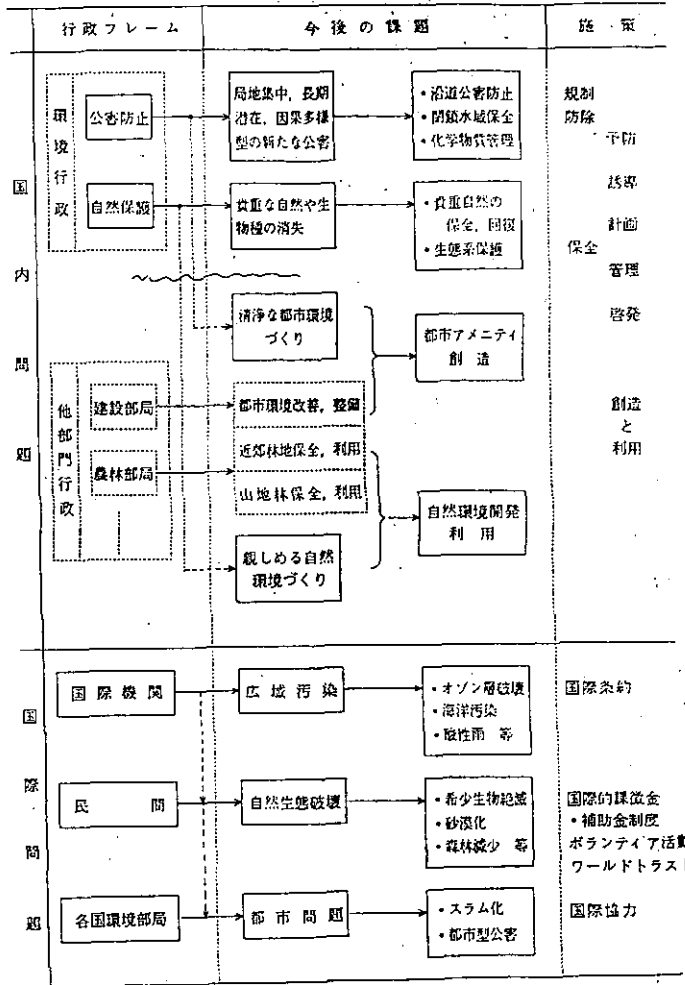 行政フレーム
今後の課題
施策
国内問題
環境行政
公害防止
局地集中,長期
潜在,因果多様
型の新たな公害
・沿道公害防止
・閉鎖水域保全
・化学物質管理
規制
防除
予防
自然保護
貴重な自然や生
物種の消失
・貴重自然の
保全,回復
・生態系保護
誘導
計画
保全
管理
啓発
清浄な都市環境
づくり
都市アメニティ
創造
他部門行政
建設部局
都市環境改善,整備
農林部局
近郊林地保全,利用
山地林保全,利用
創造
と
利用
自然環境開発
利用
親しめる自然
環境づくり
国際問題
国際機関
広域汚染
・オゾン層破壊
・海洋汚染
・酸性雨 等
国際条約
民間
自然生態破壊
・希少生物絶滅
・砂漠化
・森林減少 等
国際的課徴金
・補助金制度
ボランティア活動
ワールドトラスト
各国環境部局
都市問題
・スラム化
・都市型公害
国際協力